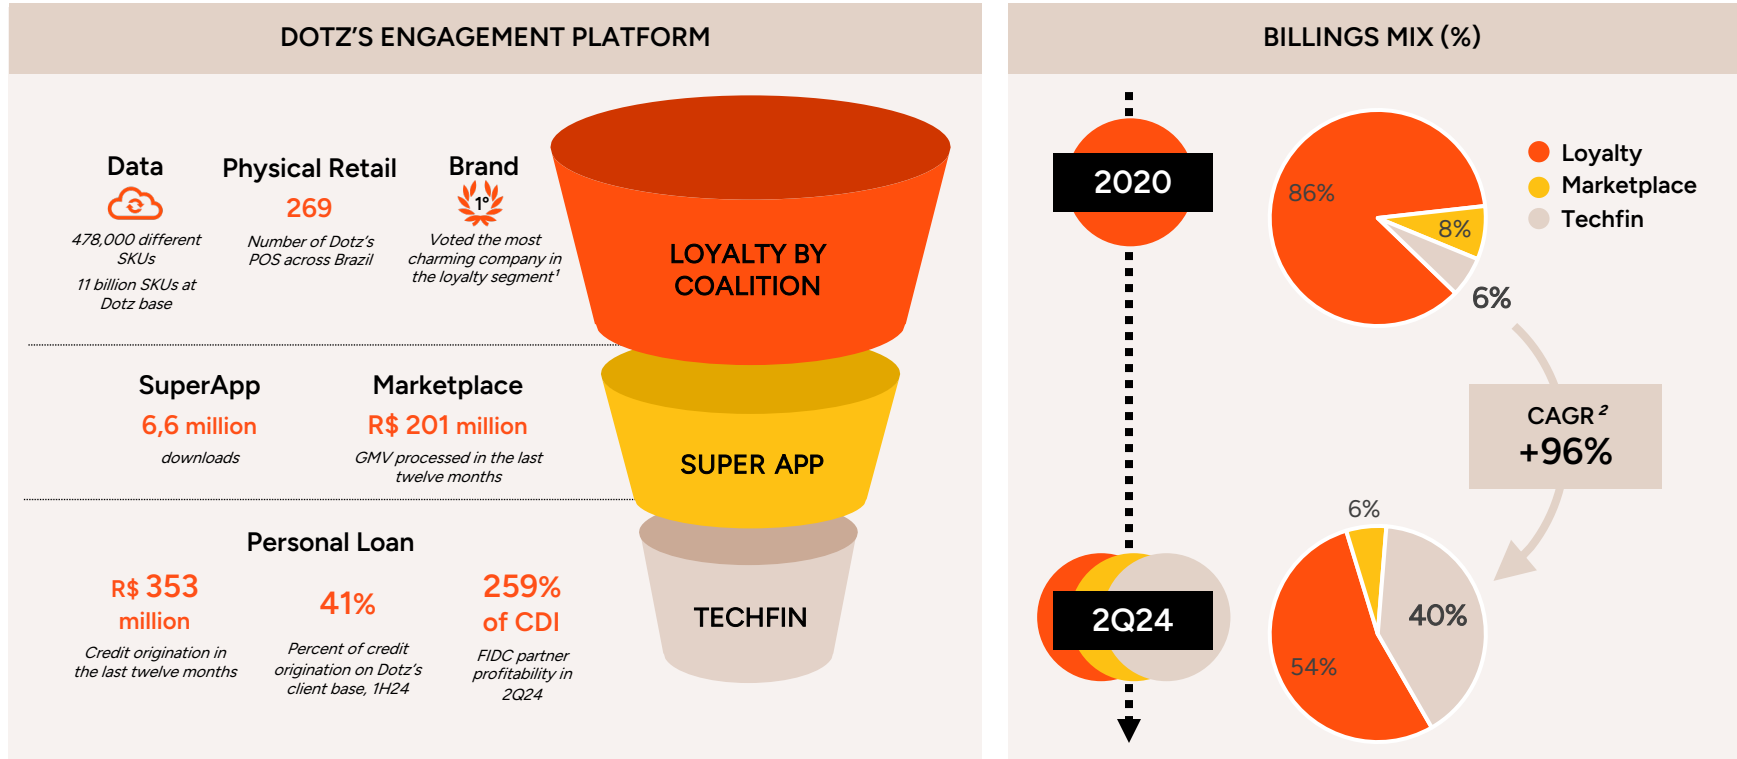 DOTZ'S ENGAGEMENT PLATFORM
Data
478,000 different
SKUs
11 billion SKUs at
Dotz base
Physical Retail
269
Number of Dotz's
POS across Brazil
Brand
1º
Voted the most
charming company in
the loyalty segment¹
LOYALTY BY
COALITION
SuperApp
6,6 million
downloads
Marketplace
R$ 201 million
GMV processed in the last
twelve months
SUPER APP
Personal Loan
R$ 353
million
Credit origination in
the last twelve months
41%
Percent of credit
origination on Dotz's
client base, 1H24
259%
of CDI
FIDC partner
profitability in
2Q24
TECHFIN
BILLINGS MIX (%)
2020
86%
8%
6%
Loyalty
Marketplace
Techfin
CAGR ²
+96%
2Q24
6%
40%
54%